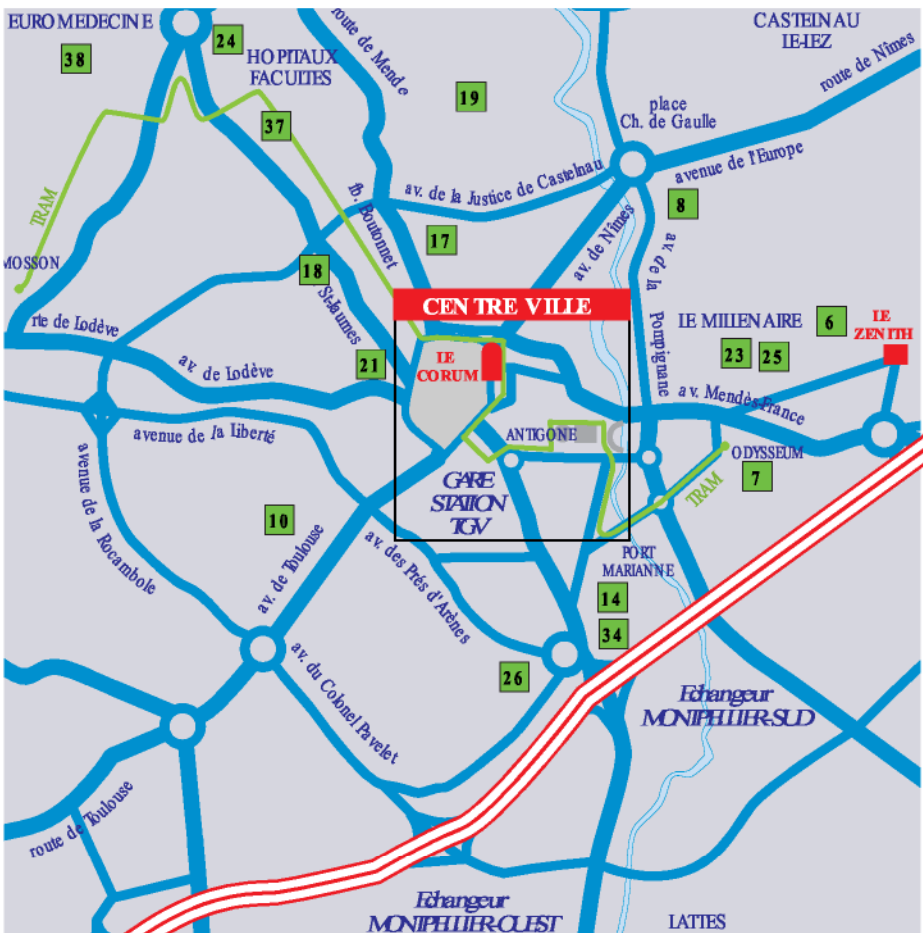 EUROMEDECINE
24
38
HOPITAUX
FACULTES
37
route de Mende
19
CASTELNAU
LE-LEZ
route de Nîmes
place
Ch. de Gaulle
avenue de l'Europe
av. de la Justice de Castelnau
8
TRAM
MOSSON
fb. Boutonnet
17
av. de Nîmes
av. de la
Pompignane
18
St-Jaumes
CENTRE VILLE
rte de Lodève
av. de Lodève
21
LE
CORUM
LE MILLENAIRE
6
LE
ZENITH
23
25
av. Mendès-France
avenue de la liberté
ANTIGONE
ODYSSEUM
7
TRAM
GARE
STATION
TGV
avenue de la Rocambole
10
av. de Toulouse
av. des Prés d'Arènes
PORT
MARIANNE
14
34
26
av. du Colonel Pavelet
Echangeur
MONTPELLIER-SUD
route de Toulouse
Echangeur
MONTPELLIER-OUEST
LATTES